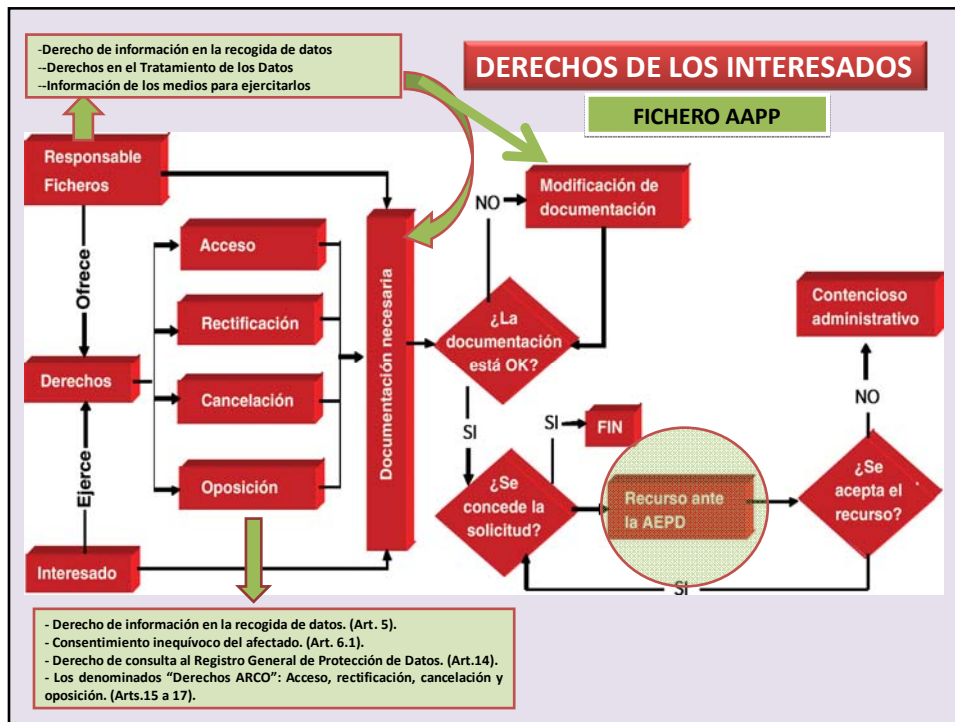 -Derecho de información en la recogida de datos
--Derechos en el Tratamiento de los Datos
--Información de los medios para ejercitarlos
DERECHOS DE LOS INTERESADOS
FICHERO AAPP
Responsable
Ficheros
Ofrece
Derechos
Ejerce
Interesado
Acceso
Rectificación
Cancelación
Oposición
Documentación necesaria
NO
Modificación de
documentación
¿La
documentación
está OK?
SI
¿Se
concede la
solicitud?
SI
FIN
Recurso ante
la AEPD
¿Se
acepta el
recurso?
NO
Contencioso
administrativo
SI
- Derecho de información en la recogida de datos. (Art. 5).
- Consentimiento inequívoco del afectado. (Art. 6.1).
- Derecho de consulta al Registro General de Protección de Datos. (Art.14).
- Los denominados “Derechos ARCO”: Acceso, rectificación, cancelación y
oposición. (Arts.15 a 17).